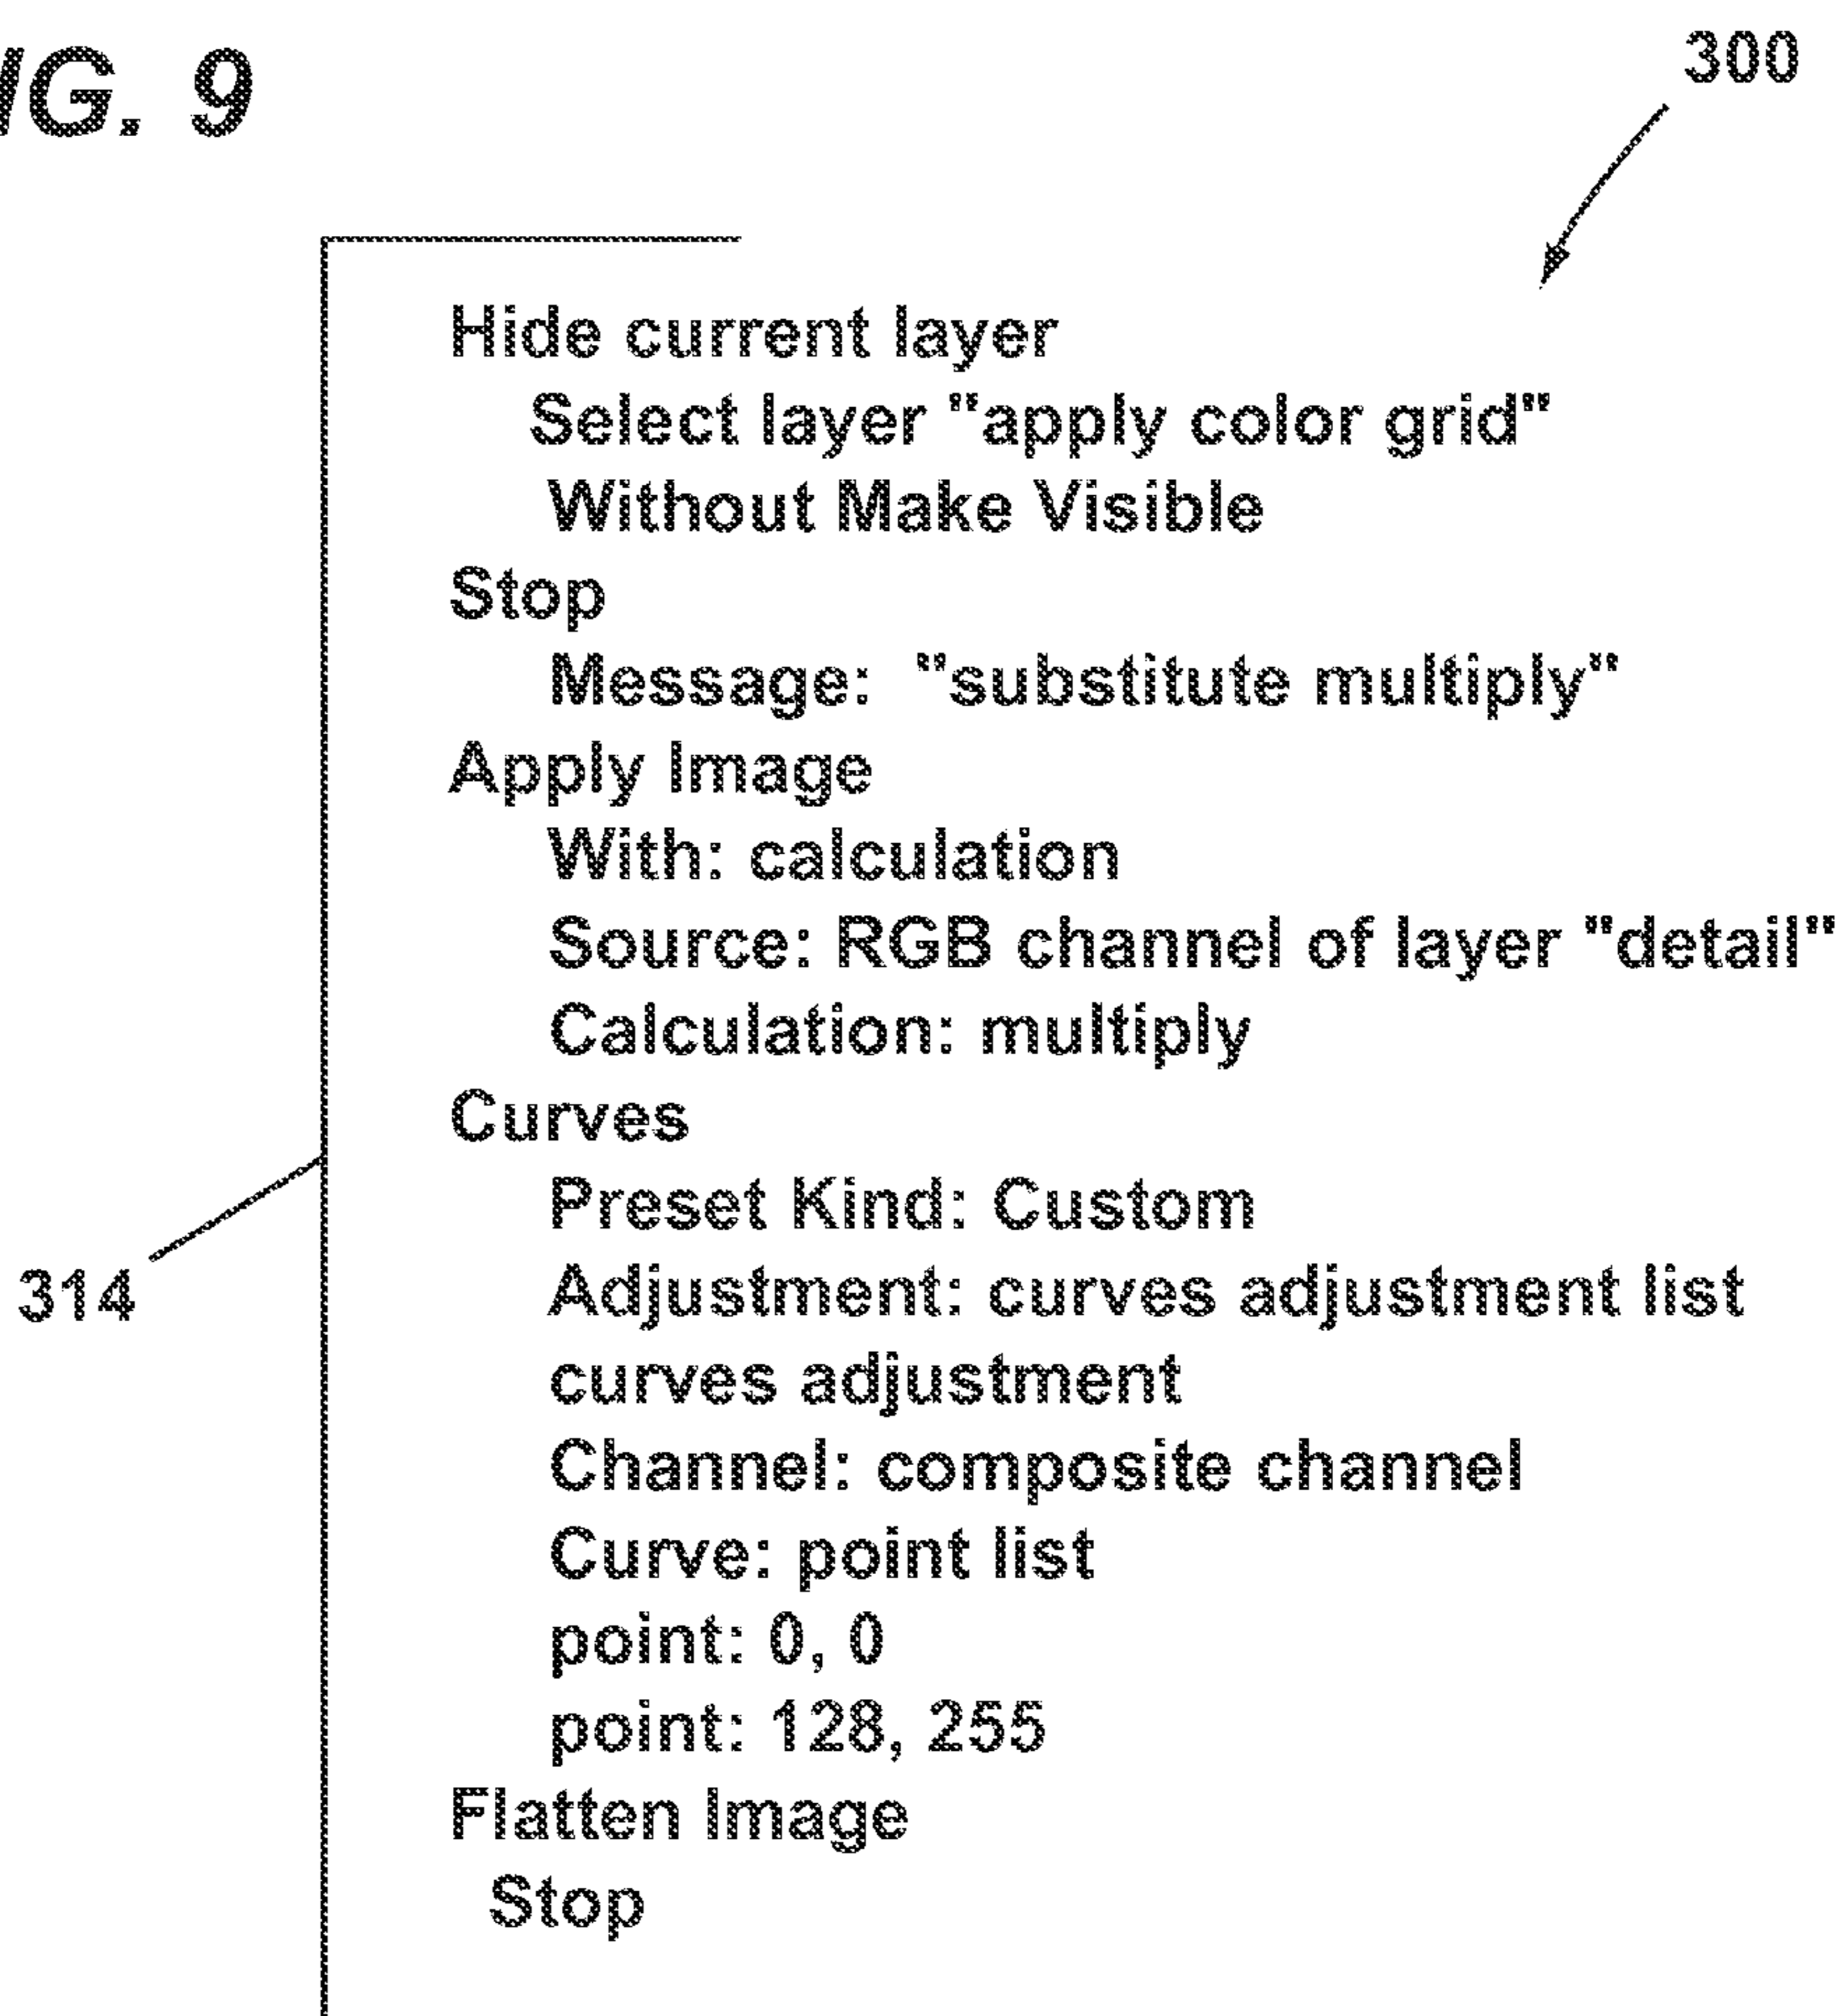 IG. 9
300
Hide current layer
Select layer "apply color grid"
Without Make Visible
Stop
Message: "substitute multiply"
Apply Image
With: calculation
Source: RGB channel of layer "detail"
Calculation: multiply
Curves
Preset Kind: Custom
Adjustment: curves adjustment list
curves adjustment
Channel: composite channel
Curve: point list
point: 0, 0
point: 128, 255
Flatten Image
Stop
314